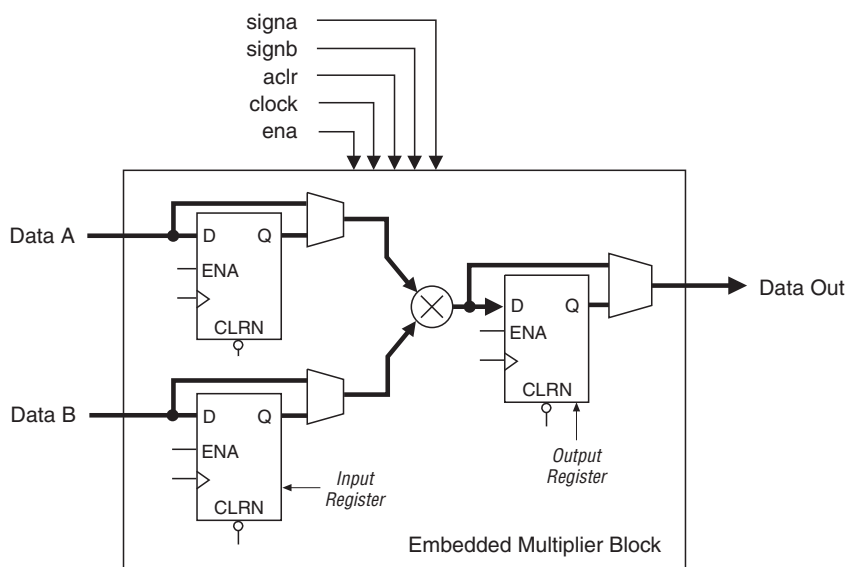 signa
signb
aclr
clock
ena
Data A
D Q
ENA
CLRN
Data B
D Q
ENA
CLRN
Input
Register
D Q
ENA
CLRN
Output
Register
Data Out
Embedded Multiplier Block